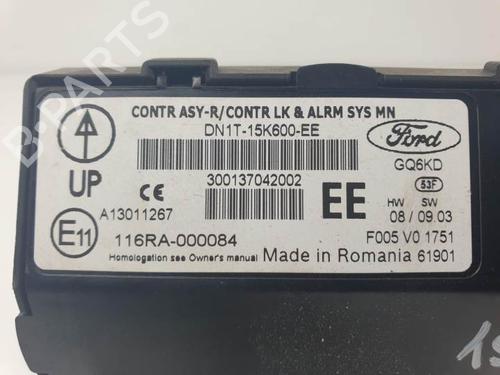 CONTR ASY-R/CONTR LK & ALRM SYS MN
DN1T-15K600-EE
Ford
GQ6KD
53F
UP
CE
300137042002
EE
HW SW
08 / 09.03
A13011267
E11
116RA-000084
F005 V0 1751
Homologation see Owner's manual
Made in Romania 61901
B-PARTS